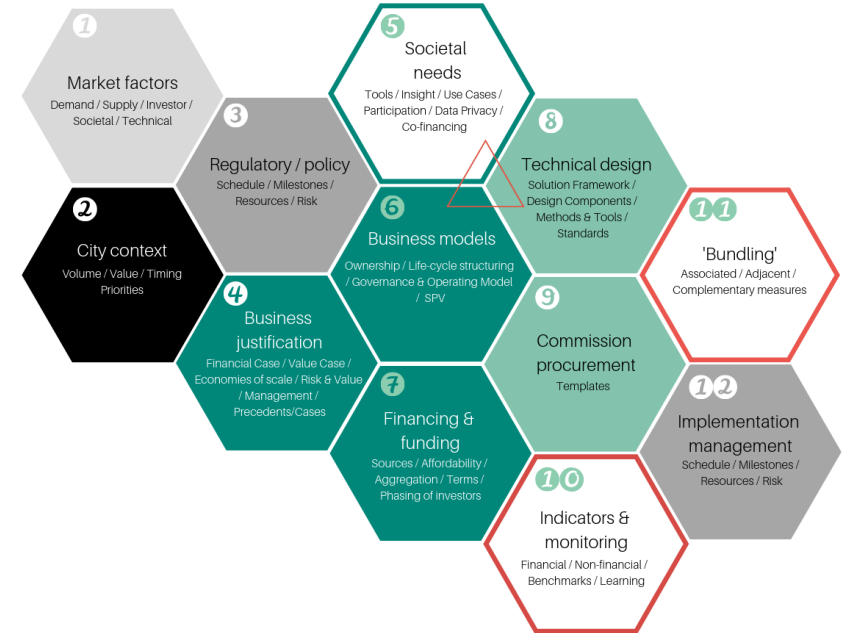 1
Market factors
Demand / Supply / Investor /
Societal / Technical
2
City context
Volume / Value / Timing
Priorities
3
Regulatory / policy
Schedule / Milestones /
Resources / Risk
4
Business
justification
Financial Case / Value Case /
Economies of scale / Risk & Value
/ Management /
Precedents/Cases
5
Societal
needs
Tools / Insight / Use Cases /
Participation / Data Privacy /
Co-financing
6
Business models
Ownership / Life-cycle structuring
/ Governance & Operating Model
/ SPV
7
Financing &
funding
Sources / Affordability /
Aggregation / Terms /
Phasing of investors
8
Technical design
Solution Framework /
Design Components /
Methods & Tools /
Standards
9
Commission
procurement
Templates
10
Indicators &
monitoring
Financial / Non-financial /
Benchmarks / Learning
11
'Bundling'
Associated / Adjacent /
Complementary measures
12
Implementation
management
Schedule / Milestones /
Resources / Risk